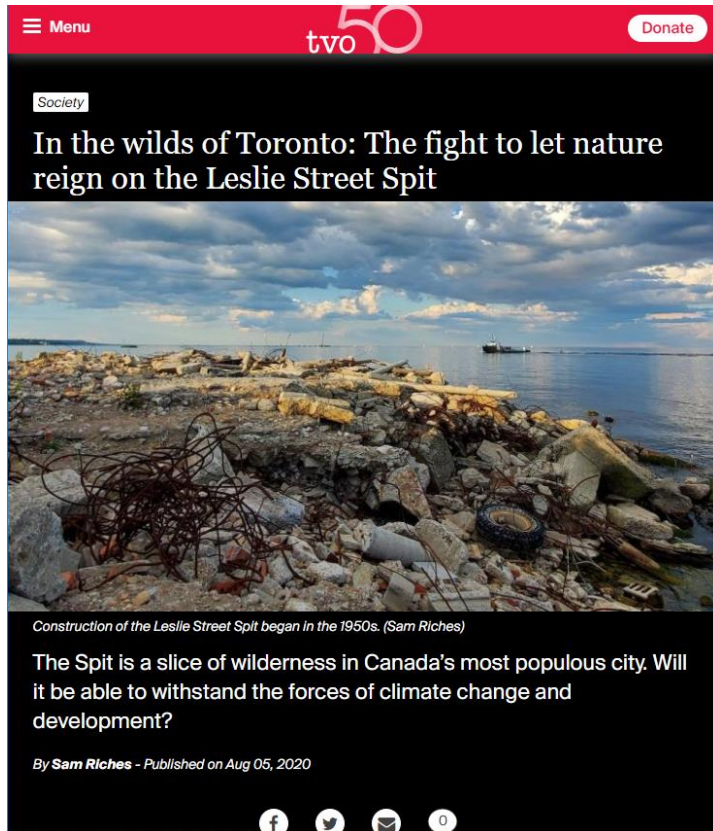 Menu
tvo 50
Donate
Society
In the wilds of Toronto: The fight to let nature
reign on the Leslie Street Spit
Construction of the Leslie Street Spit began in the 1950s. (Sam Riches)
The Spit is a slice of wilderness in Canada's most populous city. Will
it be able to withstand the forces of climate change and
development?
By Sam Riches - Published on Aug 05, 2020
0